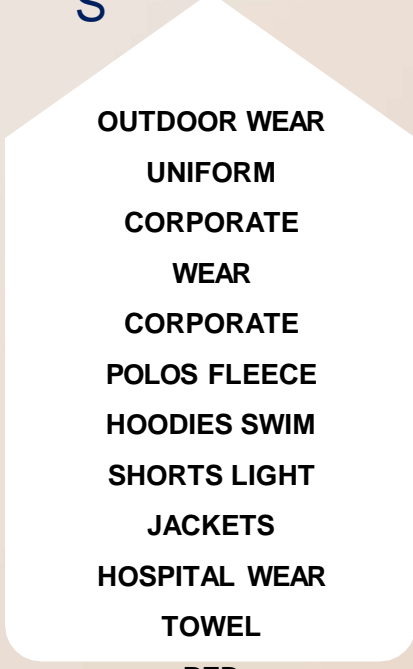 S
OUTDOOR WEAR
UNIFORM
CORPORATE
WEAR
CORPORATE
POLOS FLEECE
HOODIES SWIM
SHORTS LIGHT
JACKETS
HOSPITAL WEAR
TOWEL